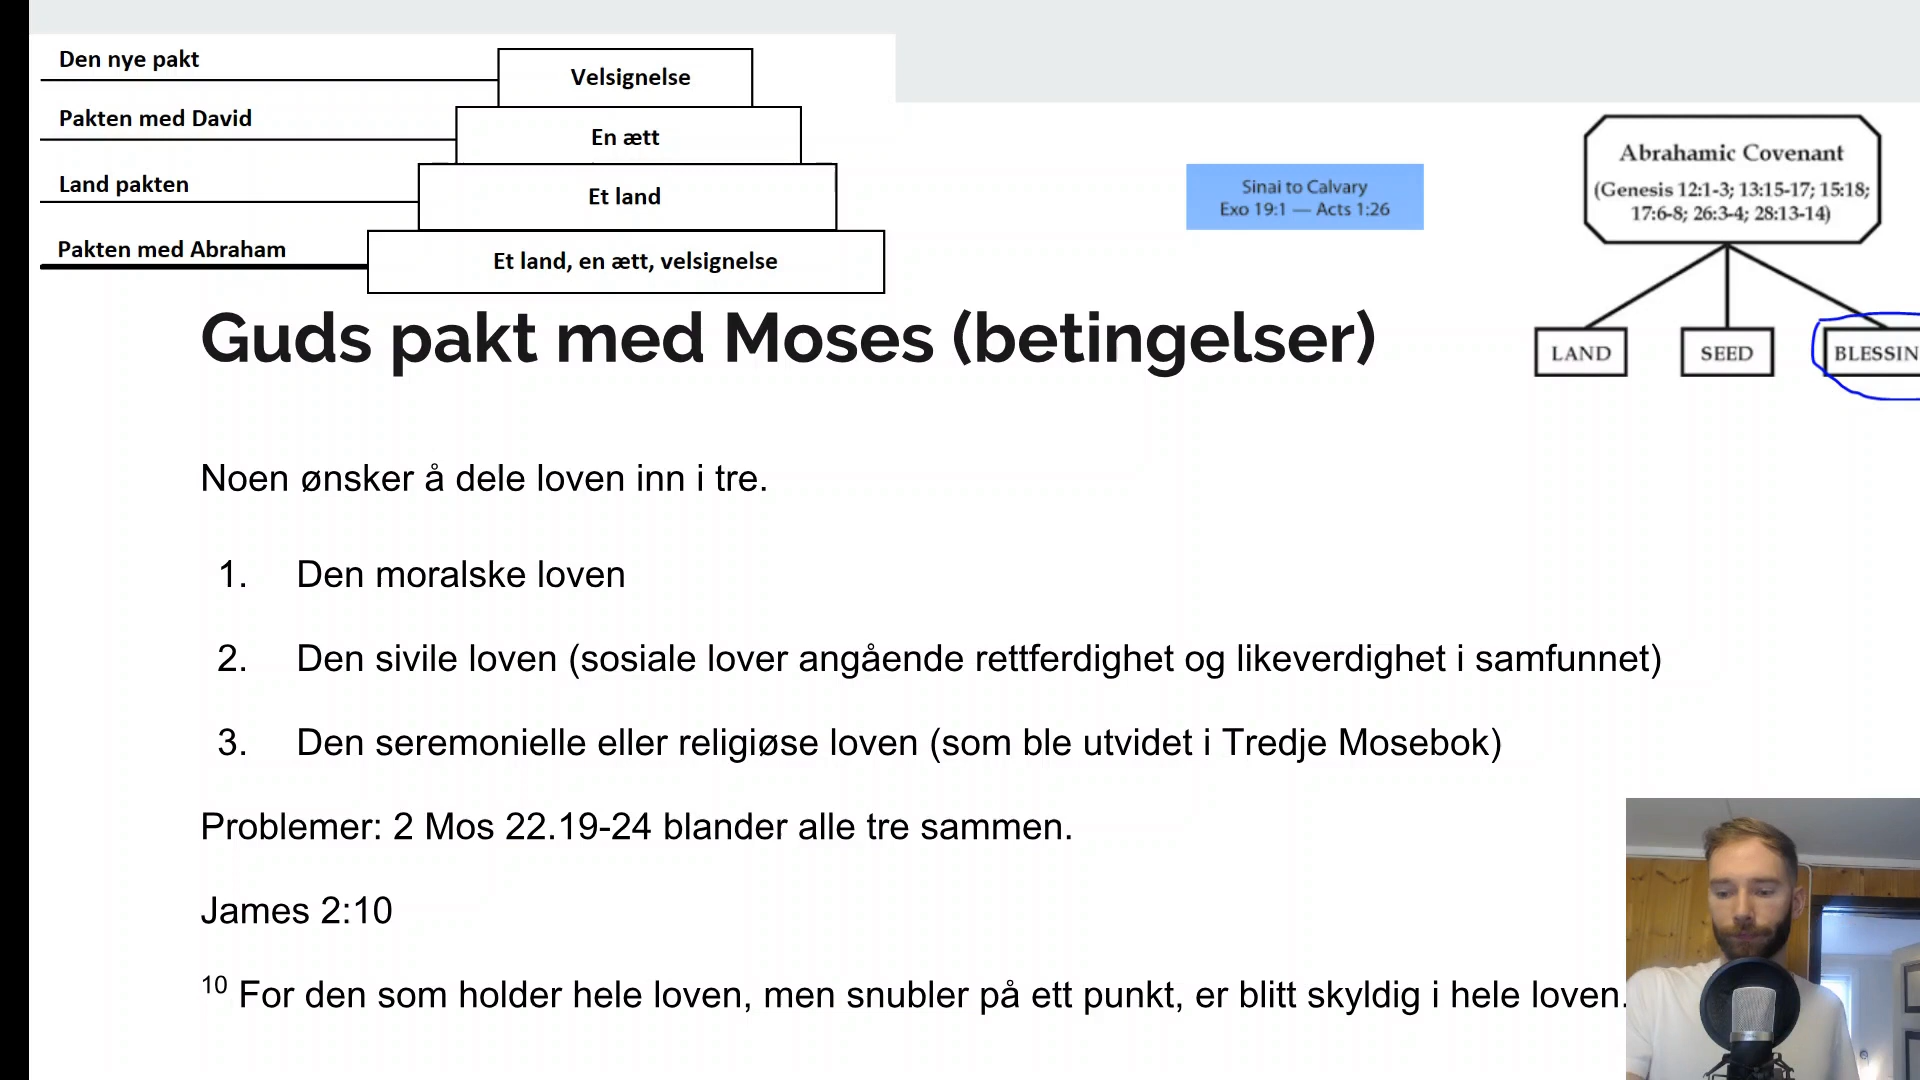 Den nye pakt
Velsignelse
Pakten med David
En ætt
Land pakten
Et land
Pakten med Abraham
Et land, en ætt, velsignelse
Sinai to Calvary
Exo 19:1 — Acts 1:26
Abrahamic Covenant
(Genesis 12:1-3; 13:15-17; 15:18;
17:6-8; 26:3-4; 28:13-14)
LAND
SEED
BLESSIN
Guds pakt med Moses (betingelser)
Noen ønsker å dele loven inn i tre.
1. Den moralske loven
2. Den sivile loven (sosiale lover angående rettferdighet og likeverdighet i samfunnet)
3. Den seremonielle eller religiøse loven (som ble utvidet i Tredje Mosebok)
Problemer: 2 Mos 22.19-24 blander alle tre sammen.
James 2:10
10 For den som holder hele loven, men snubler på ett punkt, er blitt skyldig i hele loven.